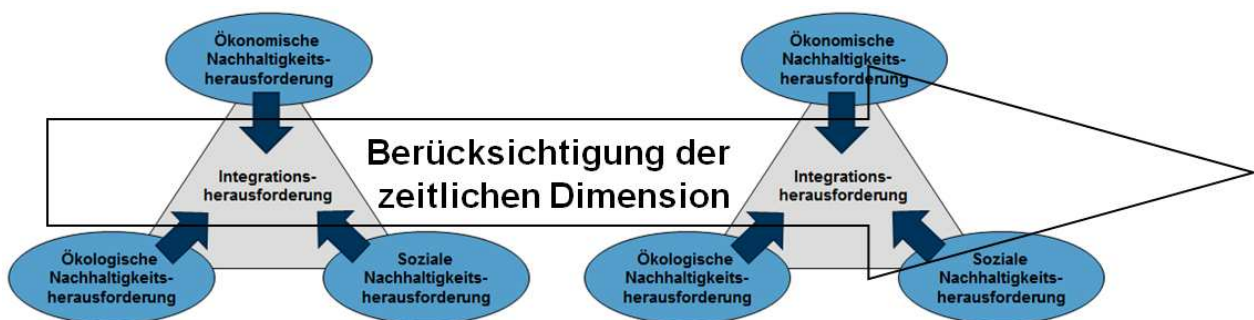 Ökonomische
Nachhaltigkeits-
herausforderung
Ökonomische
Nachhaltigkeits-
herausforderung
Berücksichtigung der
zeitlichen Dimension
Integrations-
herausforderung
Integrations-
herausforderung
Ökologische
Nachhaltigkeits-
herausforderung
Soziale
Nachhaltigkeits-
herausforderung
Ökologische
Nachhaltigkeits-
herausforderung
Soziale
Nachhaltigkeits-
herausforderung